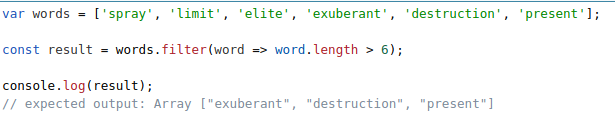 var words = ['spray', 'limit', 'elite', 'exuberant', 'destruction', 'present'];
const result = words.filter(word => word.length > 6);
console.log(result);
// expected output: Array ["exuberant", "destruction", "present"]